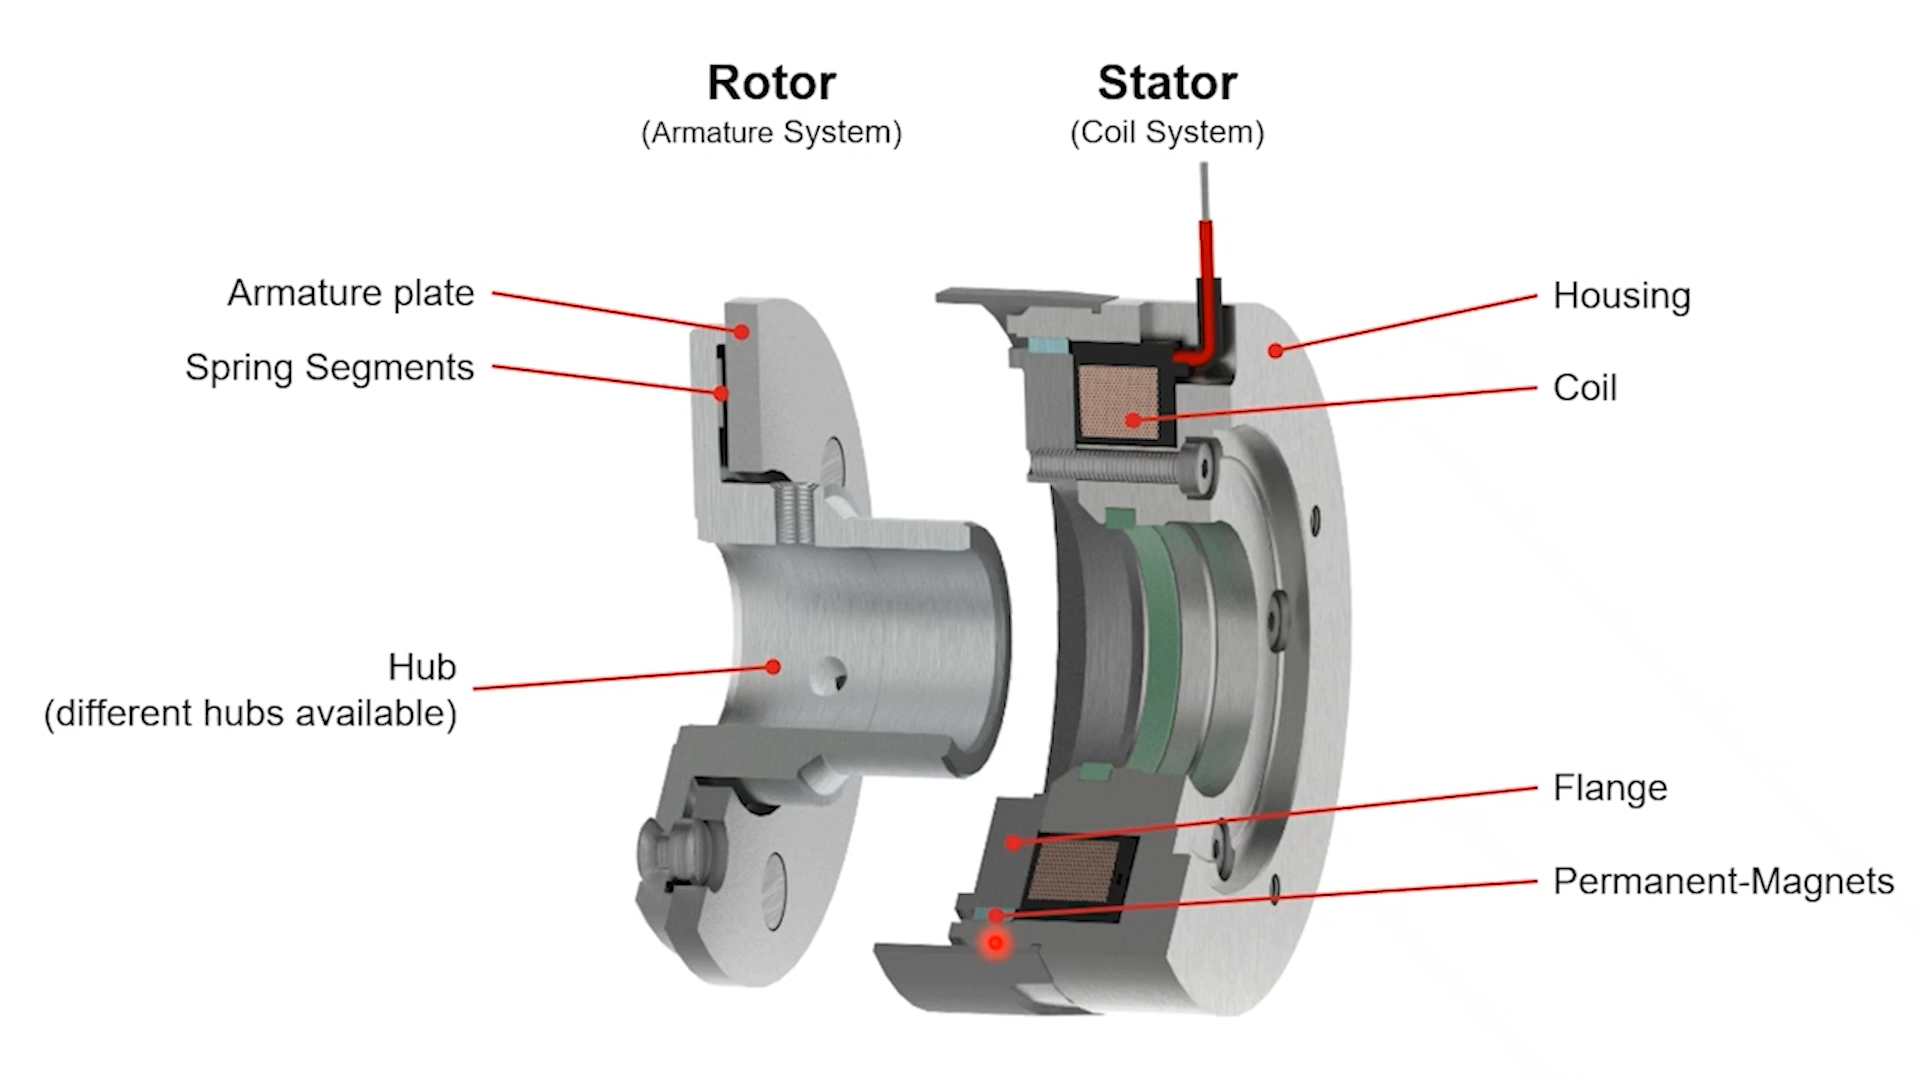 Rotor
(Armature System)
Stator
(Coil System)
Armature plate
Spring Segments
Hub
(different hubs available)
Housing
Coil
Flange
Permanent-Magnets